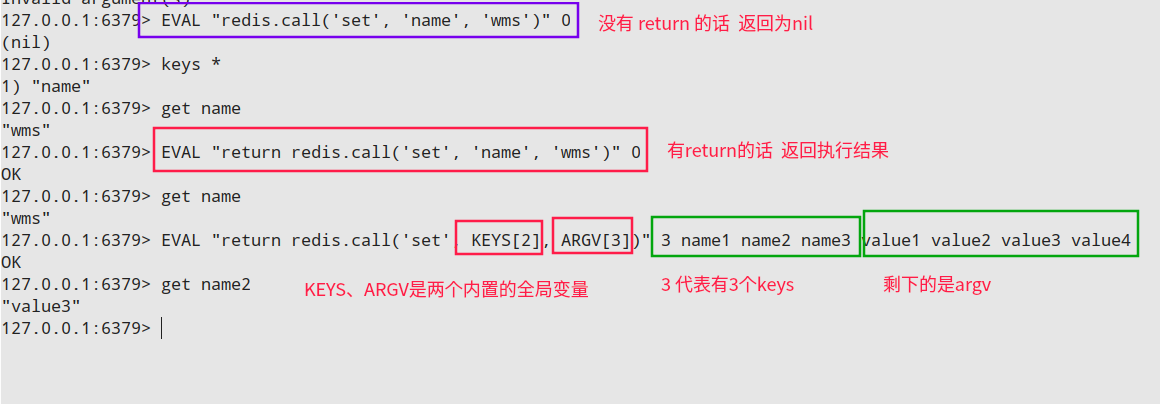 127.0.0.1:6379> EVAL "redis.call('set', 'name', 'wms')" 0 没有 return 的话 返回为nil
(nil)
127.0.0.1:6379> keys *
1) "name"
127.0.0.1:6379> get name
"wms"
127.0.0.1:6379> EVAL "return redis.call('set', 'name', 'wms')" 0 有return的话 返回执行结果
OK
127.0.0.1:6379> get name
"wms"
127.0.0.1:6379> EVAL "return redis.call('set', KEYS[2], ARGV[3])" 3 name1 name2 name3 value1 value2 value3 value4
OK
127.0.0.1:6379> get name2 KEYS、ARGV是两个内置的全局变量 3 代表有3个keys 剩下的是argv
"value3"
127.0.0.1:6379>